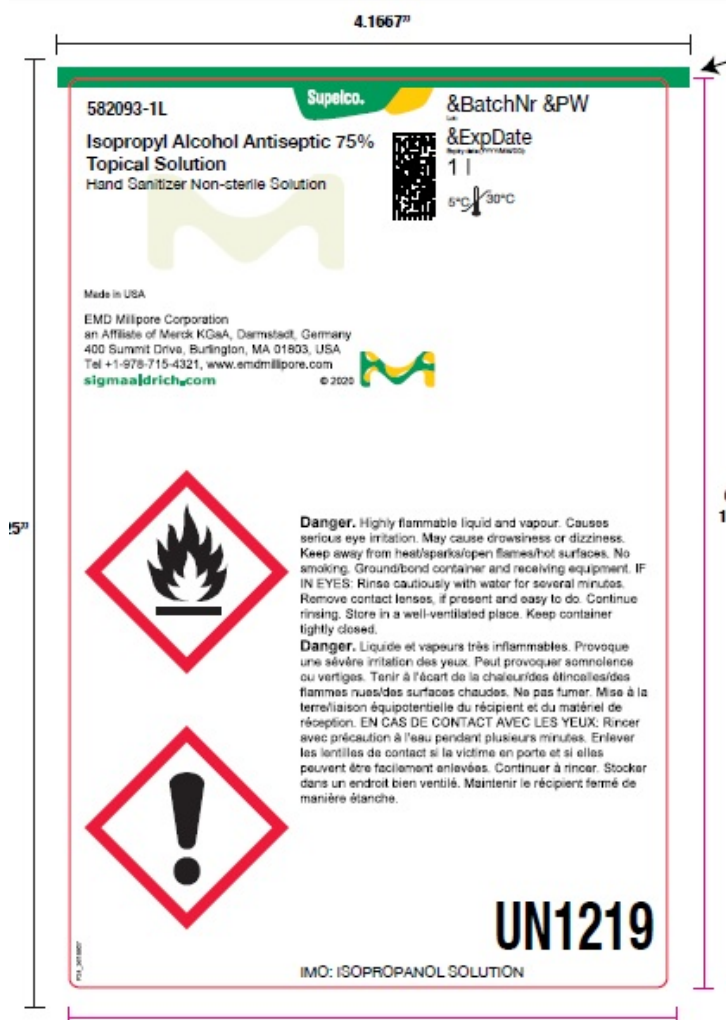 4.1667"
582093-1L
Supelco.
&BatchNr &PW
Isopropyl Alcohol Antiseptic 75%
Topical Solution
Hand Sanitizer Non-sterile Solution
&ExpDate
1 l
5°C 30°C
Made in USA
EMD Millipore Corporation
an Affiliate of Merck KGaA, Darmstadt, Germany
400 Summit Drive, Burlington, MA 01803, USA
Tel +1-978-715-4321, www.emdmillipore.com
sigmaaldrich.com
© 2020
5"
1
Danger. Highly flammable liquid and vapour. Causes
serious eye irritation. May cause drowsiness or dizziness.
Keep away from heat/sparks/open flames/hot surfaces. No
smoking. Ground/bond container and receiving equipment. IF
IN EYES: Rinse cautiously with water for several minutes.
Remove contact lenses, if present and easy to do. Continue
rinsing. Store in a well-ventilated place. Keep container
tightly closed.
Danger. Liquide et vapeurs très inflammables. Provoque
une sévère irritation des yeux. Peut provoquer somnolence
ou vertiges. Tenir à l'écart de la chaleur/des étincelles/des
flammes nues/des surfaces chaudes. Ne pas fumer. Mise à la
terre/liaison équipotentielle du récipient et du matériel de
réception. EN CAS DE CONTACT AVEC LES YEUX: Rincer
avec précaution à l'eau pendant plusieurs minutes. Enlever
les lentilles de contact si la victime en porte et si elles
peuvent être facilement enlevées. Continuer à rincer. Stocker
dans un endroit bien ventilé. Maintenir le récipient fermé de
manière étanche.
UN1219
IMO: ISOPROPANOL SOLUTION